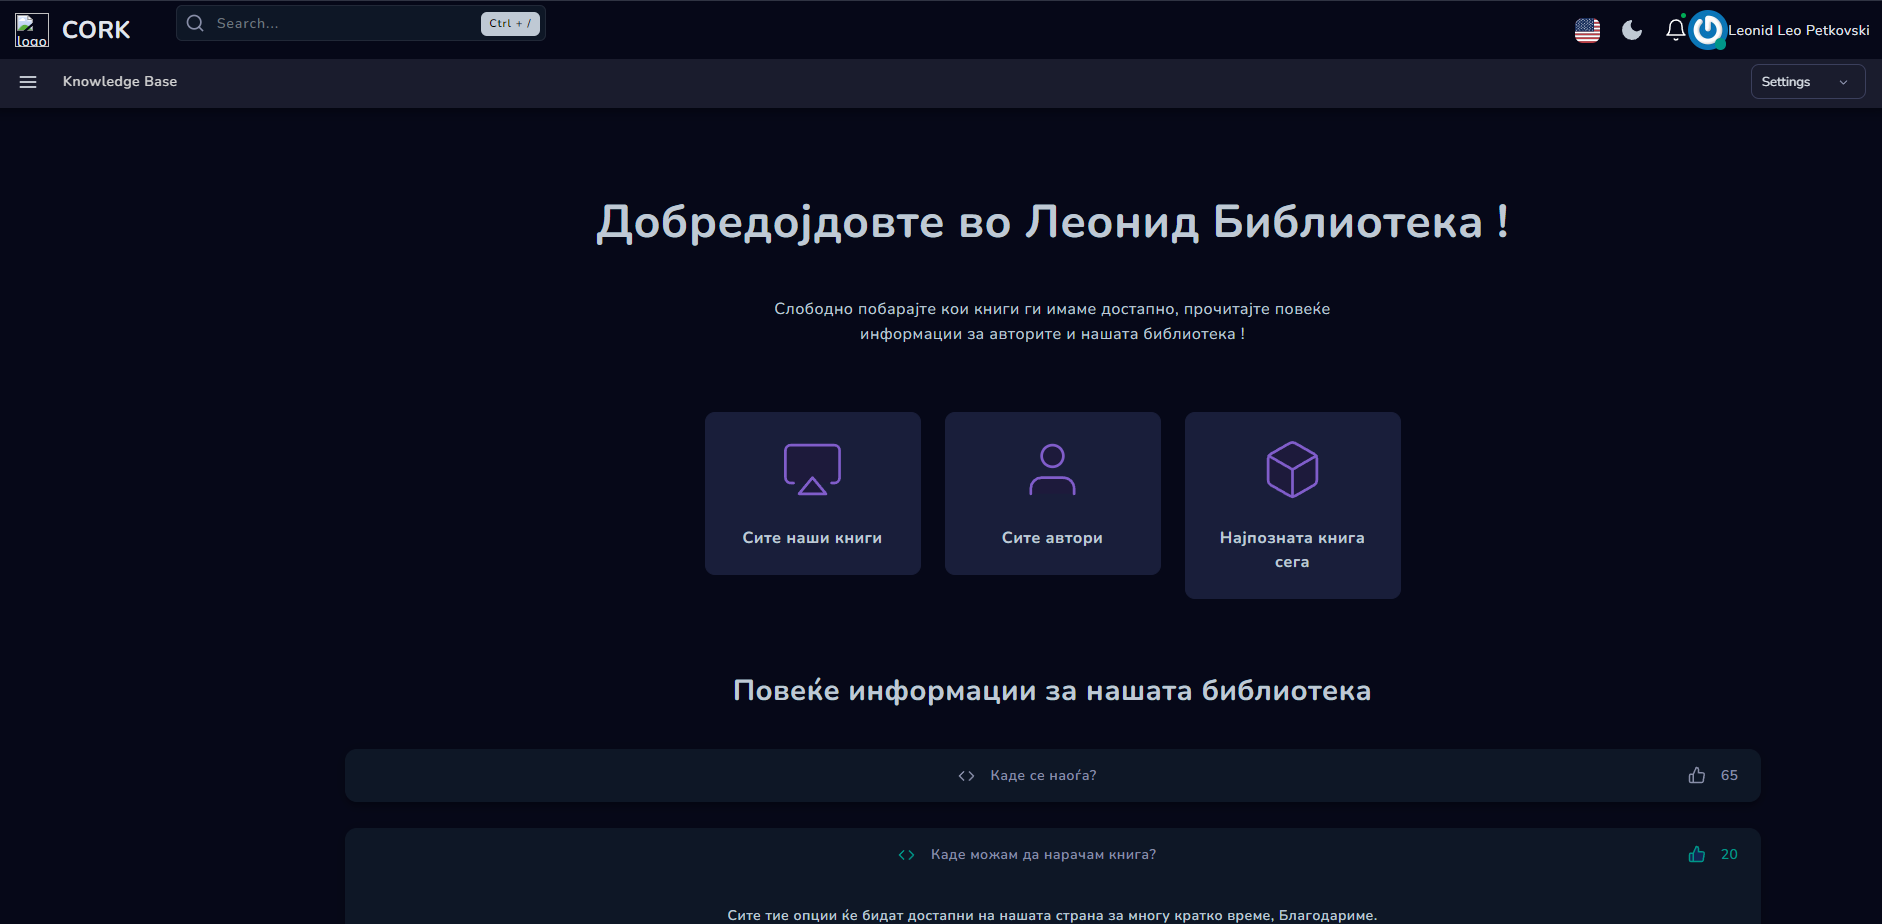 logo
CORK
Search...
Ctrl + /
Leonid Leo Petkovski
Knowledge Base
Settings
Добредојдовте во Леонид Библиотека !
Слободно побарајте кои книги ги имаме достапно, прочитајте повеќе
информации за авторите и нашата библиотека !
Сите наши книги
Сите автори
Најпозната книга
сега
Повеќе информации за нашата библиотека
Каде се наоѓа?
65
Каде можам да нарачам книга?
20
Сите тие опции ќе бидат достапни на нашата страна за многу кратко време, Благодариме.